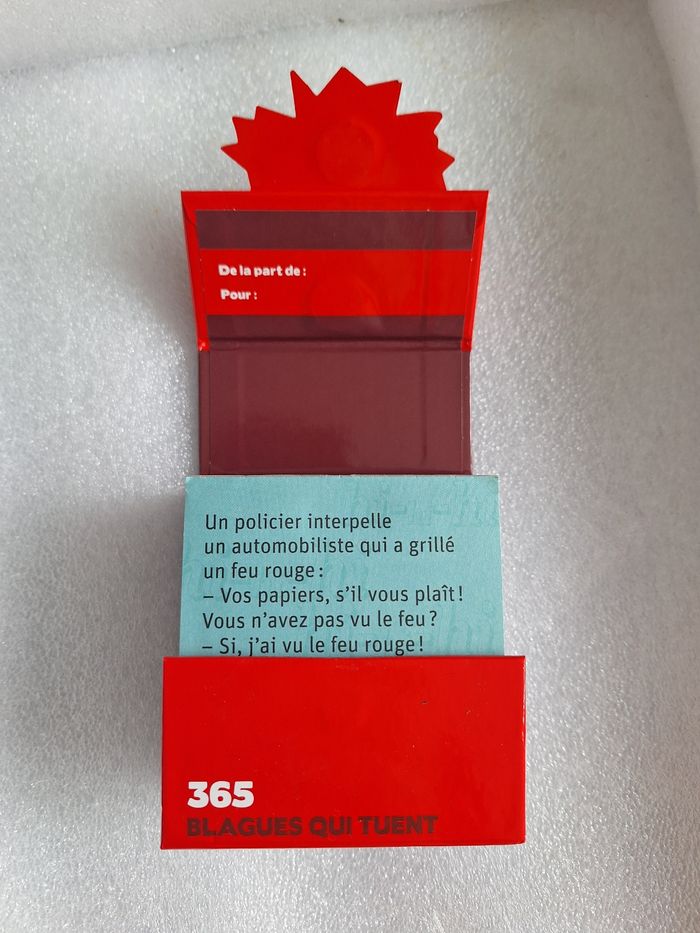 De la part de :
Pour :
Un policier interpelle
un automobiliste qui a grillé
un feu rouge :
– Vos papiers, s'il vous plaît !
Vous n'avez pas vu le feu ?
– Si, j'ai vu le feu rouge !
365
BLAGUES QUI TUENT